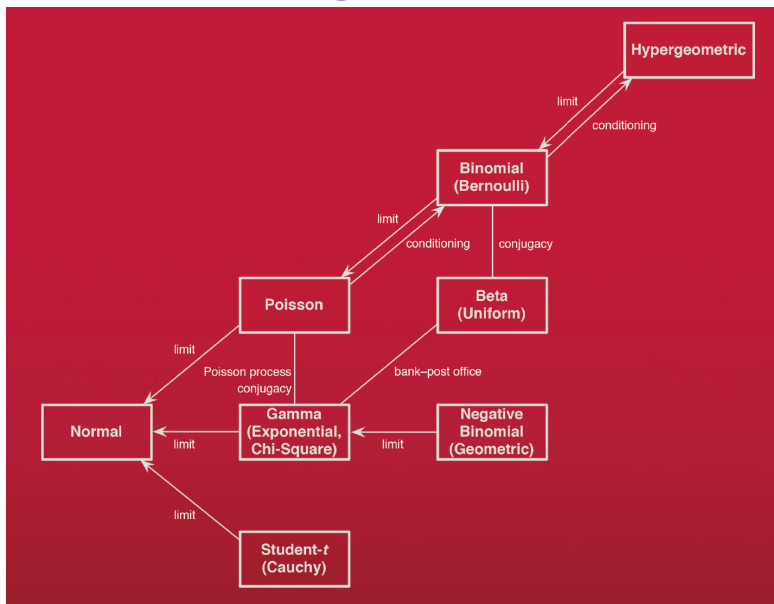 Hypergeometric
limit
conditioning
Binomial
(Bernoulli)
limit
conditioning
conjugacy
Poisson
Beta
(Uniform)
limit
Poisson process
conjugacy
bank–post office
Normal
limit
Gamma
(Exponential,
Chi-Square)
limit
Negative
Binomial
(Geometric)
limit
Student-t
(Cauchy)